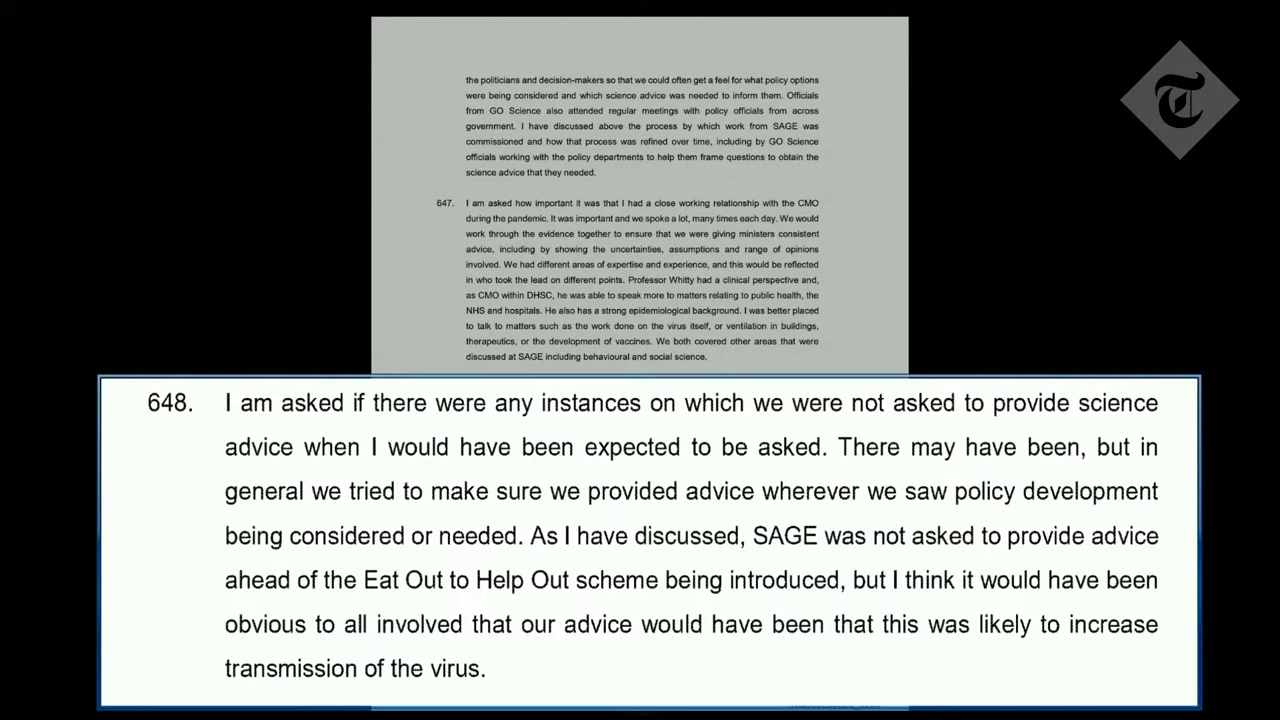 the politicians and decision-makers so that we could often get a feel for what policy options
were being considered and which science advice was needed to inform them. Officials
from GO Science also attended regular meetings with policy officials from across
government. I have discussed above the process by which work from SAGE was
commissioned and how that process was refined over time, including by GO Science
officials working with the policy departments to help them frame questions to obtain the
science advice that they needed.
647. I am asked how important it was that I had a close working relationship with the CMO
during the pandemic. It was important and we spoke a lot, many times each day. We would
work through the evidence together to ensure that we were giving ministers consistent
advice, including by showing the uncertainties, assumptions and range of opinions
involved. We had different areas of expertise and experience, and this would be reflected
in who took the lead on different points. Professor Whitty had a clinical perspective and,
as CMO within DHSC, he was able to speak more to matters relating to public health, the
NHS and hospitals. He also has a strong epidemiological background. I was better placed
to talk to matters such as the work done on the virus itself, or ventilation in buildings,
therapeutics, or the development of vaccines. We both covered other areas that were
discussed at SAGE including behavioural and social science.
648. I am asked if there were any instances on which we were not asked to provide science
advice when I would have been expected to be asked. There may have been, but in
general we tried to make sure we provided advice wherever we saw policy development
being considered or needed. As I have discussed, SAGE was not asked to provide advice
ahead of the Eat Out to Help Out scheme being introduced, but I think it would have been
obvious to all involved that our advice would have been that this was likely to increase
transmission of the virus.
T